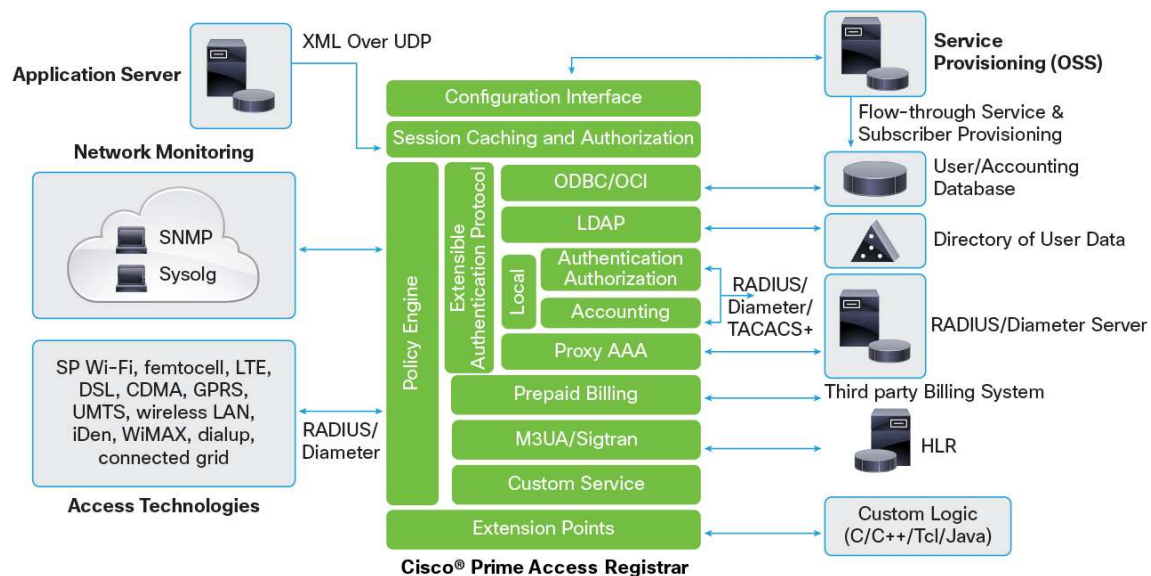 Application Server
XML Over UDP
Network Monitoring
SNMP
Sysolg
SP Wi-Fi, femtocell, LTE,
DSL, CDMA, GPRS,
UMTS, wireless LAN,
iDen, WiMAX, dialup,
connected grid
Access Technologies
RADIUS/
Diameter
Configuration Interface
Session Caching and Authorization
Policy Engine
Extensible
Authentication Protocol
ODBC/OCI
LDAP
Local
Authentication
Authorization
Accounting
Proxy AAA
Prepaid Billing
M3UA/Sigtran
Custom Service
Extension Points
Cisco® Prime Access Registrar
RADIUS/
Diameter/
TACACS+
Service
Provisioning (OSS)
Flow-through Service &
Subscriber Provisioning
User/Accounting
Database
Directory of User Data
RADIUS/Diameter Server
Third party Billing System
HLR
Custom Logic
(C/C++/Tcl/Java)